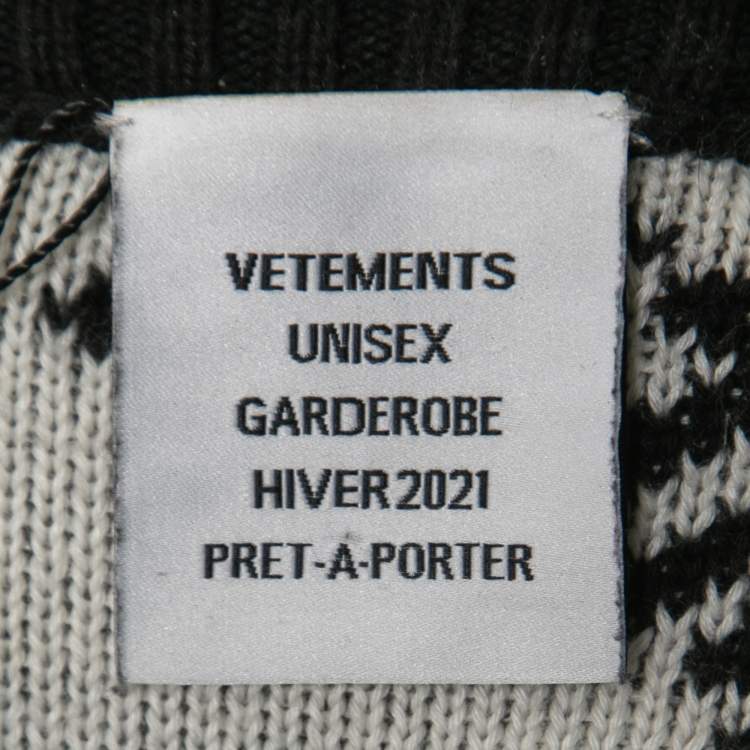 VETEMENTS
UNISEX
GARDEROBE
HIVER 2021
PRET-A-PORTER